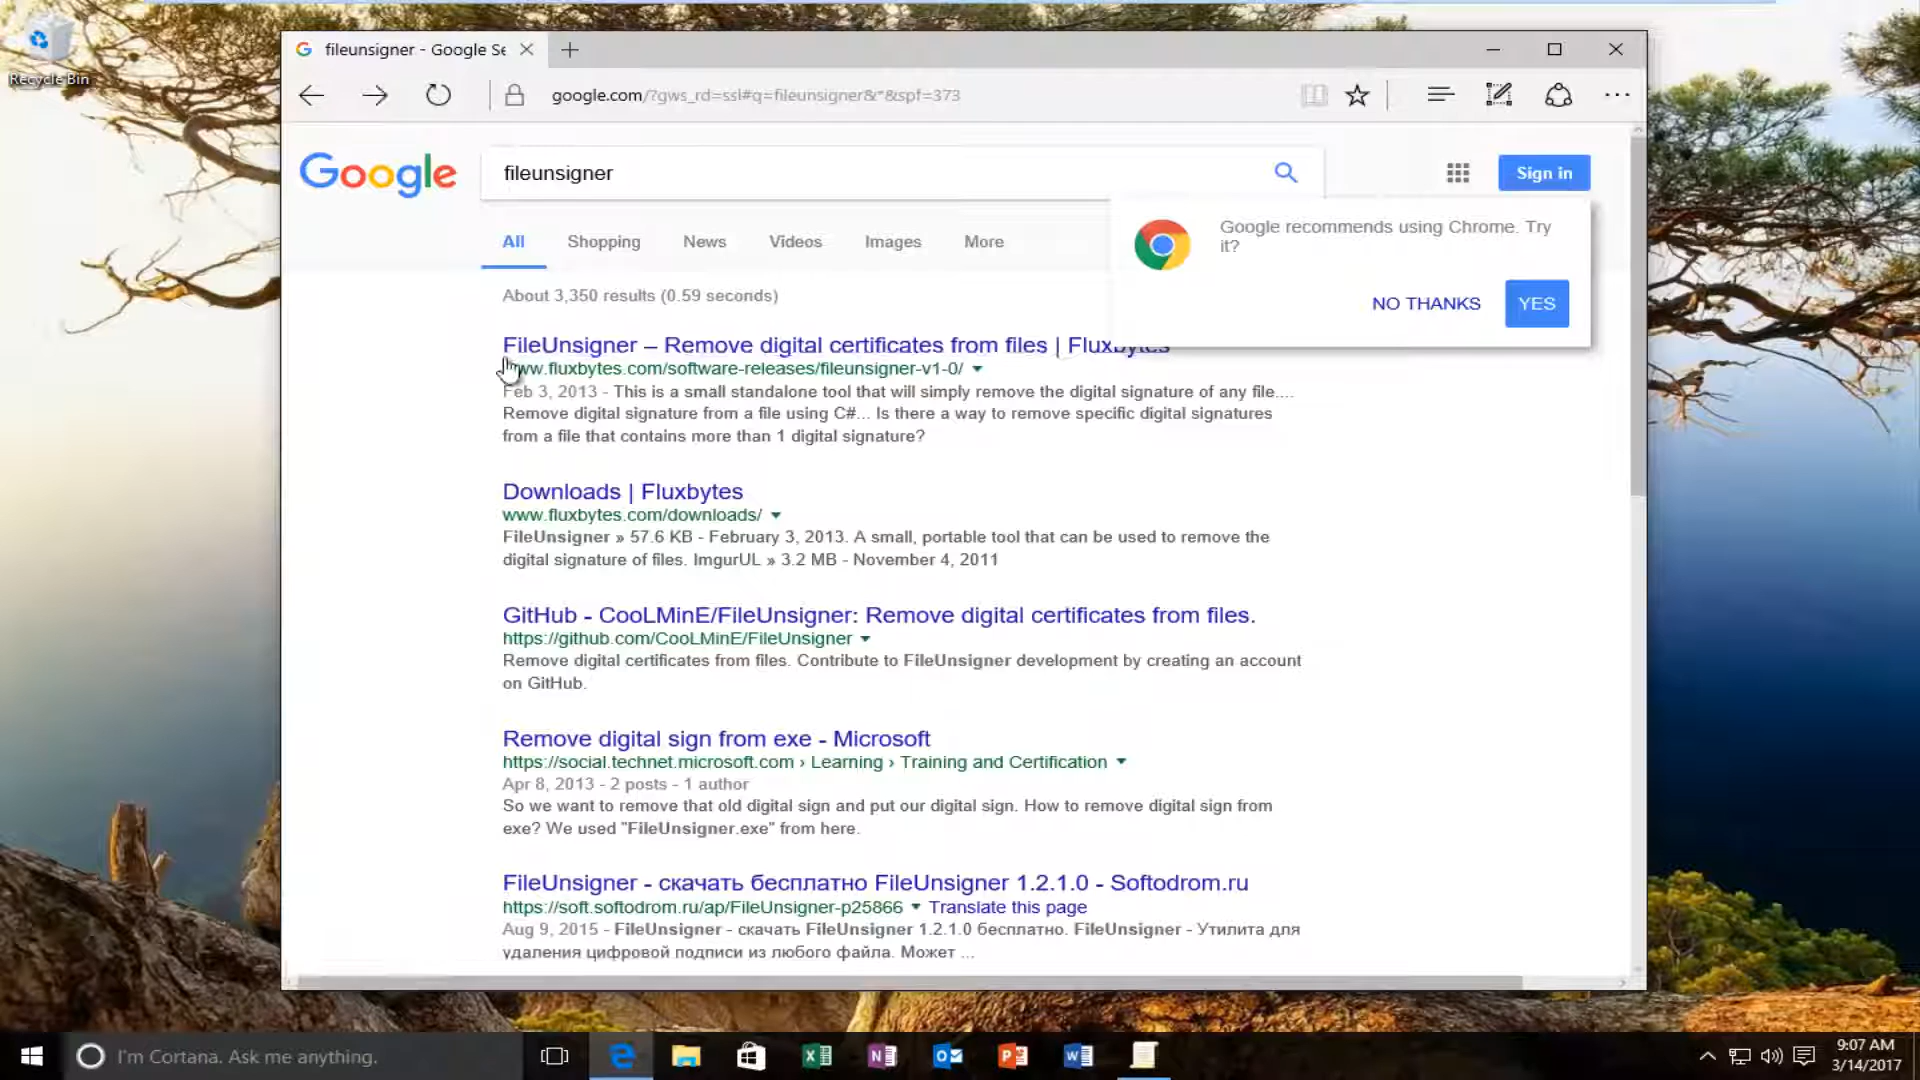 Recycle Bin
fileunsigner - Google Se
google.com/?gws_rd=ssl#q=fileunsigner&*&spf=373
Google
fileunsigner
Sign in
All
Shopping
News
Videos
Images
More
Google recommends using Chrome. Try
it?
NO THANKS
YES
About 3,350 results (0.59 seconds)
FileUnsigner – Remove digital certificates from files | Fluxbytes
www.fluxbytes.com/software-releases/fileunsigner-v1-0/
Feb 3, 2013 - This is a small standalone tool that will simply remove the digital signature of any file....
Remove digital signature from a file using C#... Is there a way to remove specific digital signatures
from a file that contains more than 1 digital signature?
Downloads | Fluxbytes
www.fluxbytes.com/downloads/
FileUnsigner » 57.6 KB - February 3, 2013. A small, portable tool that can be used to remove the
digital signature of files. ImgurUL » 3.2 MB - November 4, 2011
GitHub - CooLMinE/FileUnsigner: Remove digital certificates from files.
https://github.com/CooLMinE/FileUnsigner
Remove digital certificates from files. Contribute to FileUnsigner development by creating an account
on GitHub.
Remove digital sign from exe - Microsoft
https://social.technet.microsoft.com › Learning › Training and Certification
Apr 8, 2013 - 2 posts - 1 author
So we want to remove that old digital sign and put our digital sign. How to remove digital sign from
exe? We used "FileUnsigner.exe" from here.
FileUnsigner - скачать бесплатно FileUnsigner 1.2.1.0 - Softodrom.ru
https://soft.softodrom.ru/ap/FileUnsigner-p25866 Translate this page
Aug 9, 2015 - FileUnsigner - скачать FileUnsigner 1.2.1.0 бесплатно. FileUnsigner - Утилита для
удаления цифровой подписи из любого файла. Может ...
I'm Cortana. Ask me anything.
9:07 AM
3/14/2017